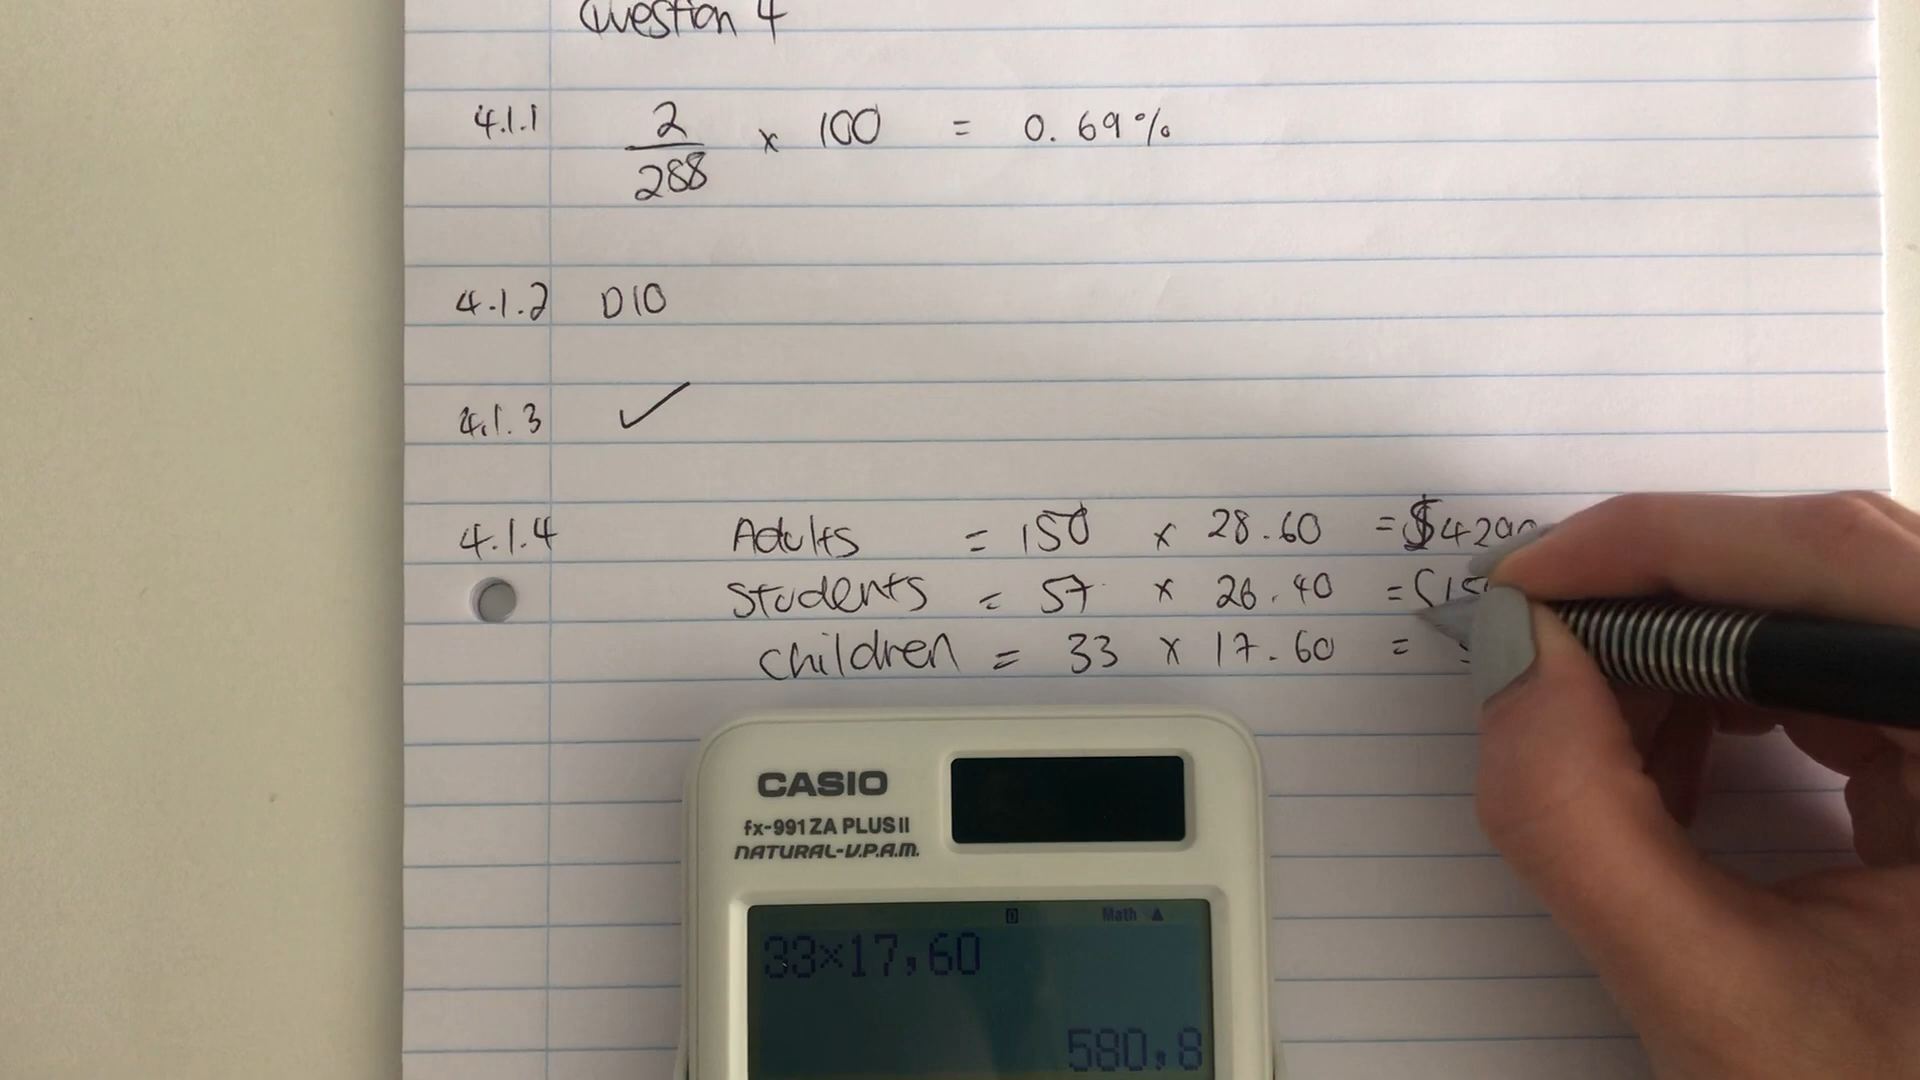 Question 4
4.1.1 2/288 x 100 = 0.69%
4.1.2 D10
4.1.3 ✓
4.1.4 Adults = 150 x 28.60 = $4290
Students = 57 x 26.40 =
children = 33 x 17.60 =
CASIO
fx-991ZA PLUS II
NATURAL-V.P.A.M.
D Math ▲
33×17,60
580,8